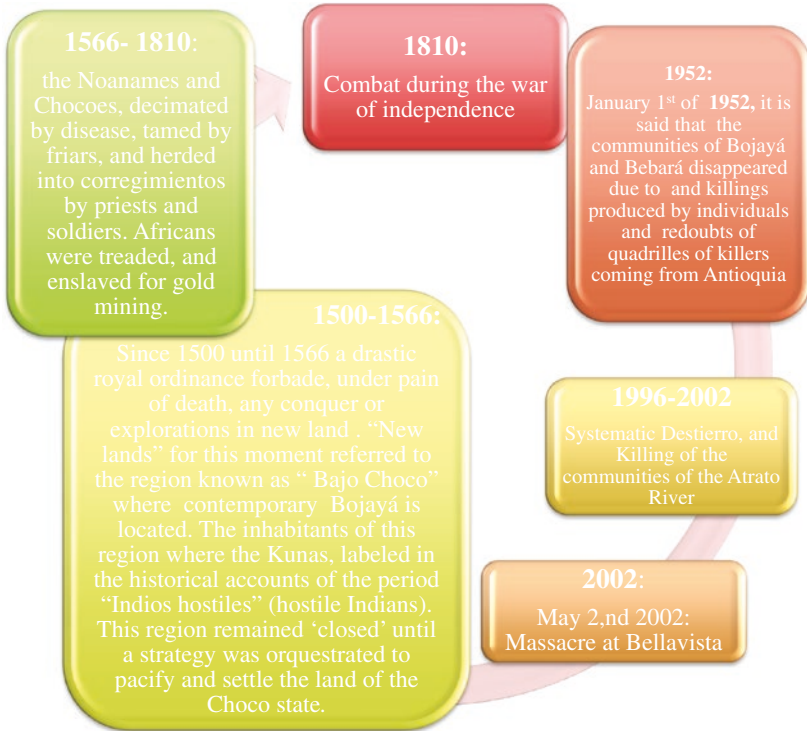 1566- 1810:
the Noanames and
Chocoes, decimated
by disease, tamed by
friars, and herded
into corregimientos
by priests and
soldiers. Africans
were treaded, and
enslaved for gold
mining.
1810:
Combat during the war
of independence
1952:
January 1st of 1952, it is
said that the
communities of Bojayá
and Bebará disappeared
due to and killings
produced by individuals
and redoubts of
quadrilles of killers
coming from Antioquia
1500-1566:
Since 1500 until 1566 a drastic
royal ordinance forbade, under pain
of death, any conquer or
explorations in new land . “New
lands” for this moment referred to
the region known as “ Bajo Choco”
where contemporary Bojayá is
located. The inhabitants of this
region where the Kunas, labeled in
the historical accounts of the period
“Indios hostiles” (hostile Indians).
This region remained ‘closed’ until
a strategy was orquestrated to
pacify and settle the land of the
Choco state.
1996-2002
Systematic Destierro, and
Killing of the
communities of the Atrato
River
2002:
May 2,nd 2002:
Massacre at Bellavista